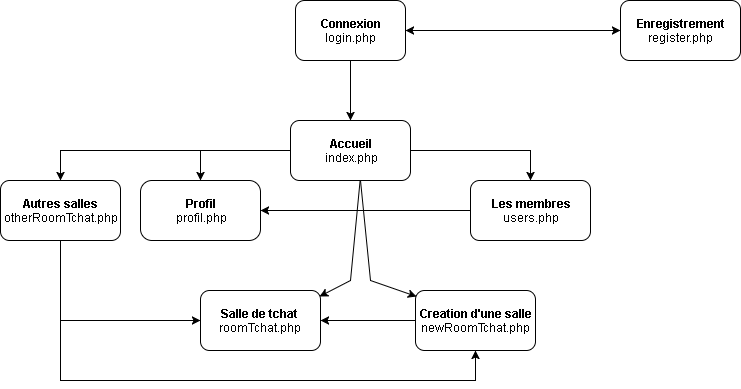 Connexion
login.php
Enregistrement
register.php
Accueil
index.php
Autres salles
otherRoomTchat.php
Profil
profil.php
Les membres
users.php
Salle de tchat
roomTchat.php
Creation d'une salle
newRoomTchat.php